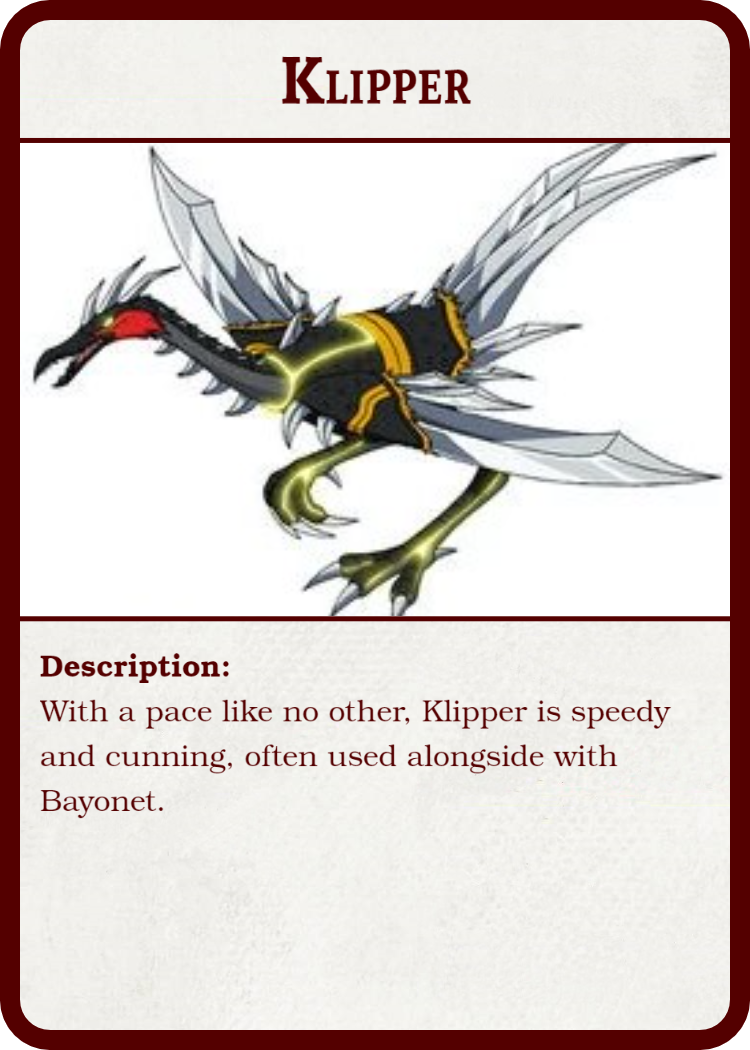 Klipper
Description:
With a pace like no other, Klipper is speedy
and cunning, often used alongside with
Bayonet.